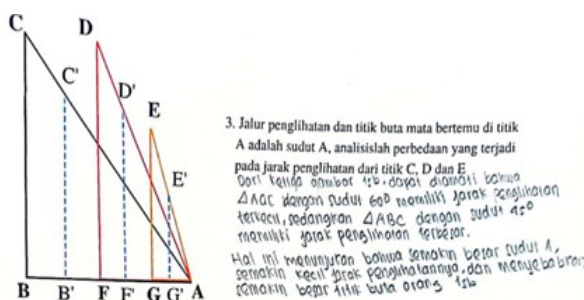 C
D
C'
D'
E
E'
B
B'
F
F'
G
G'
A
3. Jalur penglihatan dan titik buta mata bertemu di titik
A adalah sudut A, analisislah perbedaan yang terjadi
pada jarak penglihatan dari titik C, D dan E
Dari ketiga gambar tsb, dapat diamati bahwa
dengan sudut 60° memiliki jarak penglihatan
terkecil, sedangkan △ABC dengan sudut 45°
memiliki jarak penglihatan terbesar.
Hal ini menunjukan bahwa semakin besar sudut A,
semakin kecil jarak penglihatannya, dan menyebabkan
semakin besar titik buta orang tsb